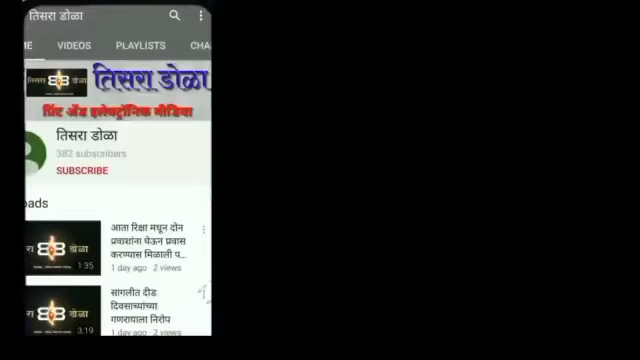 तिसरा डोळा
VIDEOS PLAYLISTS CHA
तिसरा डोळा
प्रिंट अँड इलेक्ट्रॉनिक मीडिया
तिसरा डोळा
382 subscribers
SUBSCRIBE
oads
आता रिक्षा मधून दोन
प्रवाशांना घेऊन प्रवास
करण्यास मिळाली प...
1 day ago · 2 views
1:35
सांगलीत दीड
दिवसाच्यांच्या
गणरायाला निरोप
1 day ago · 2 views
3:19